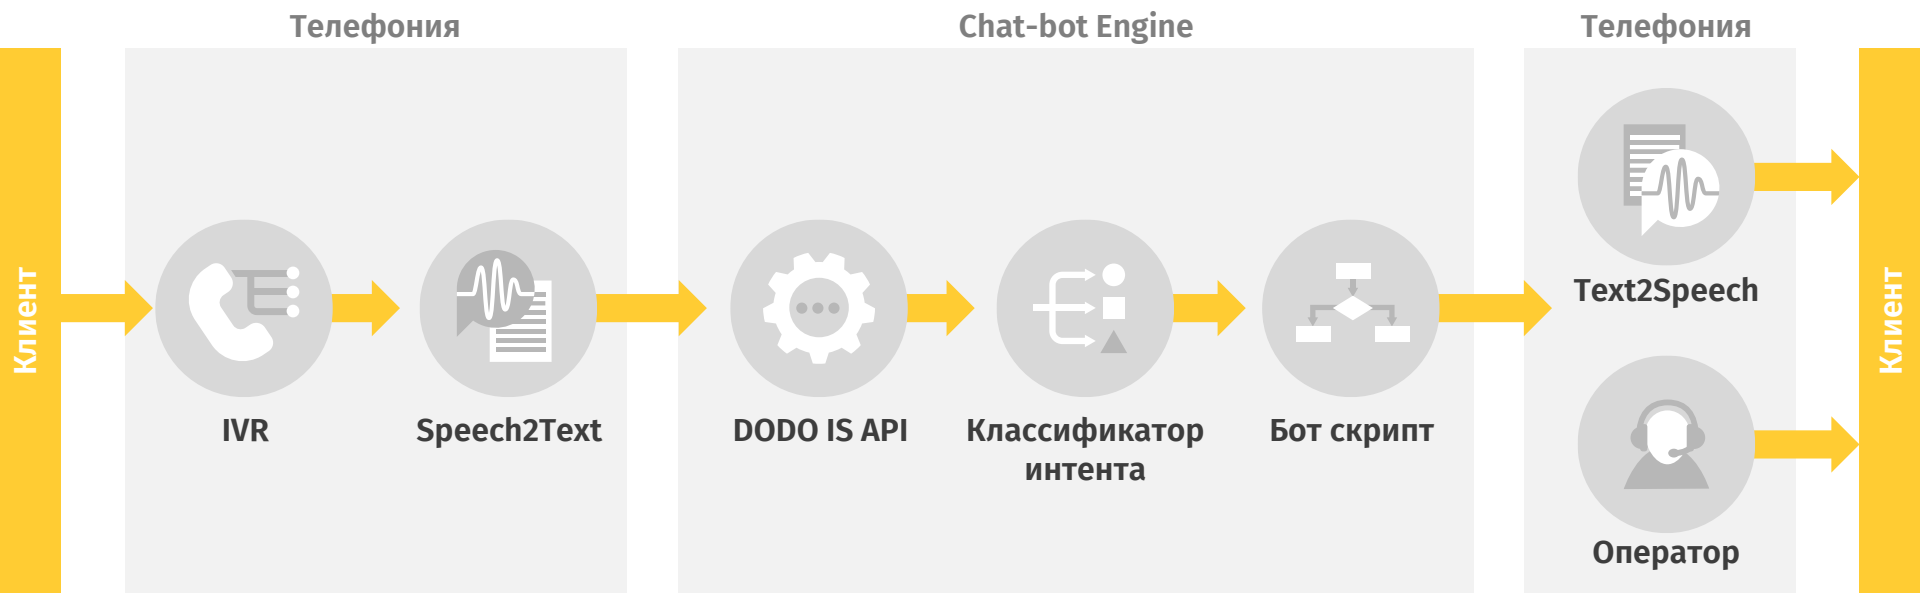 Телефония
Chat-bot Engine
Телефония
Клиент
IVR
Speech2Text
DODO IS API
Классификатор
интента
Бот скрипт
Text2Speech
Оператор
Клиент